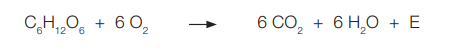 C₆H₁₂O₆ + 6 O₂ → 6 CO₂ + 6 H₂O + E